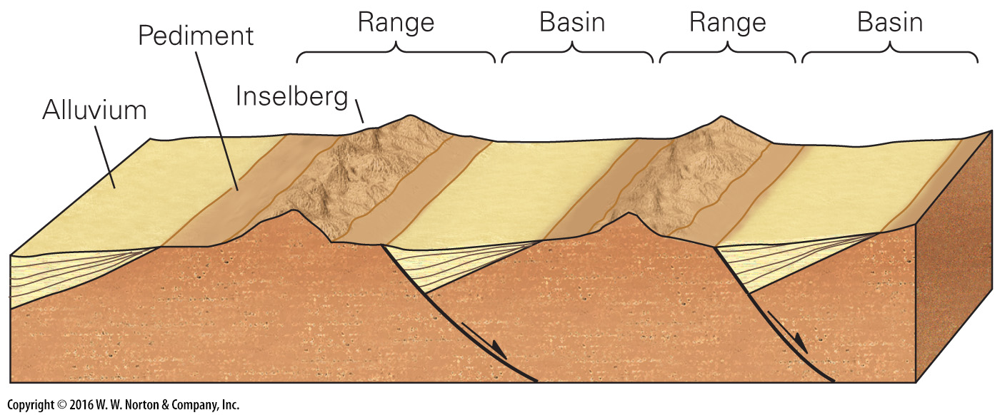 Range
Basin
Range
Basin
Pediment
Inselberg
Alluvium
Copyright © 2016 W. W. Norton & Company, Inc.